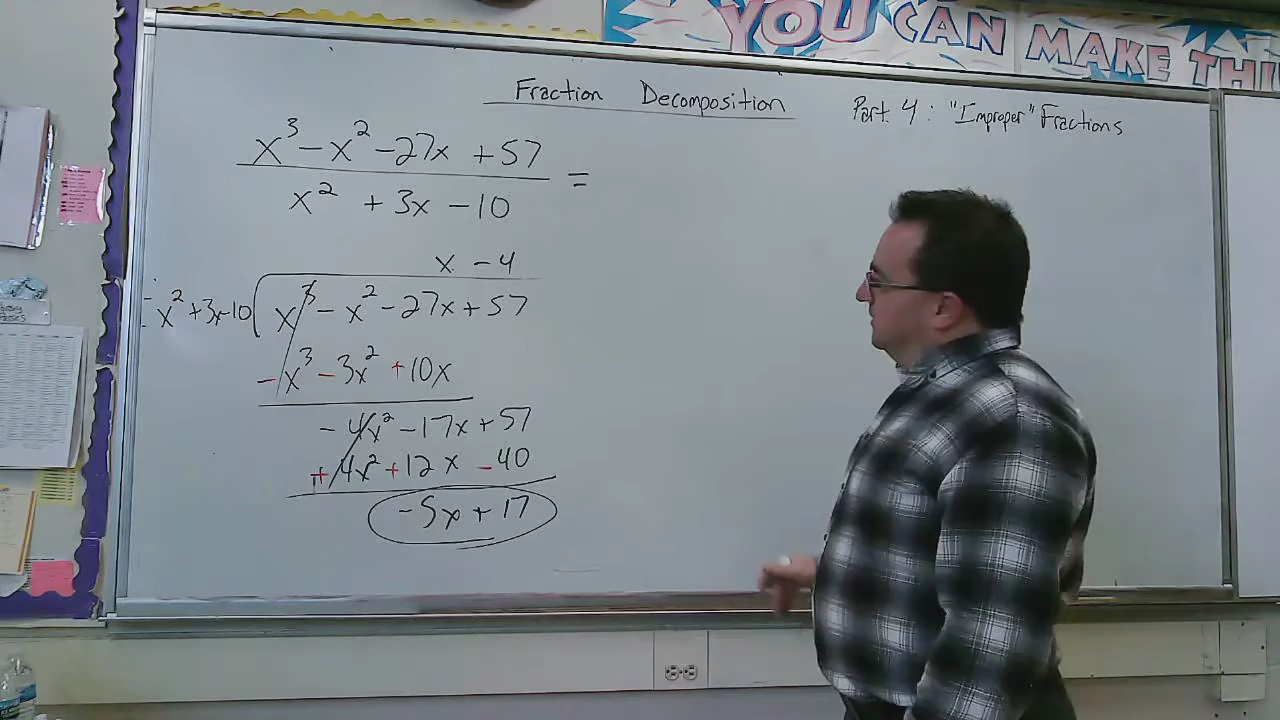 YOU CAN MAKE THI
Fraction Decomposition Part 4: "Improper" Fractions
x³ - x² - 27x + 57
x² + 3x - 10
=
x - 4
x² + 3x - 10
x³ - x² - 27x + 57
- x³ - 3x² + 10x
- 4x² - 17x + 57
+ 4x² + 12x - 40
-5x + 17